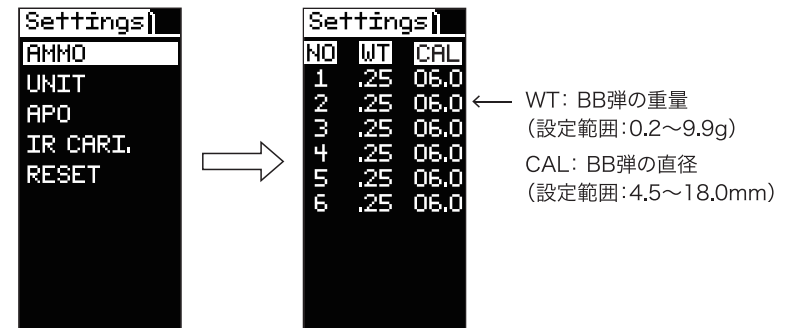 Settings
AMMO
UNIT
APO
IR CARI.
RESET
Settings
NO WT CAL
1 .25 06.0
2 .25 06.0
3 .25 06.0
4 .25 06.0
5 .25 06.0
6 .25 06.0
WT: BB弾の重量
（設定範囲:0.2～9.9g）
CAL: BB弾の直径
（設定範囲:4.5～18.0mm）